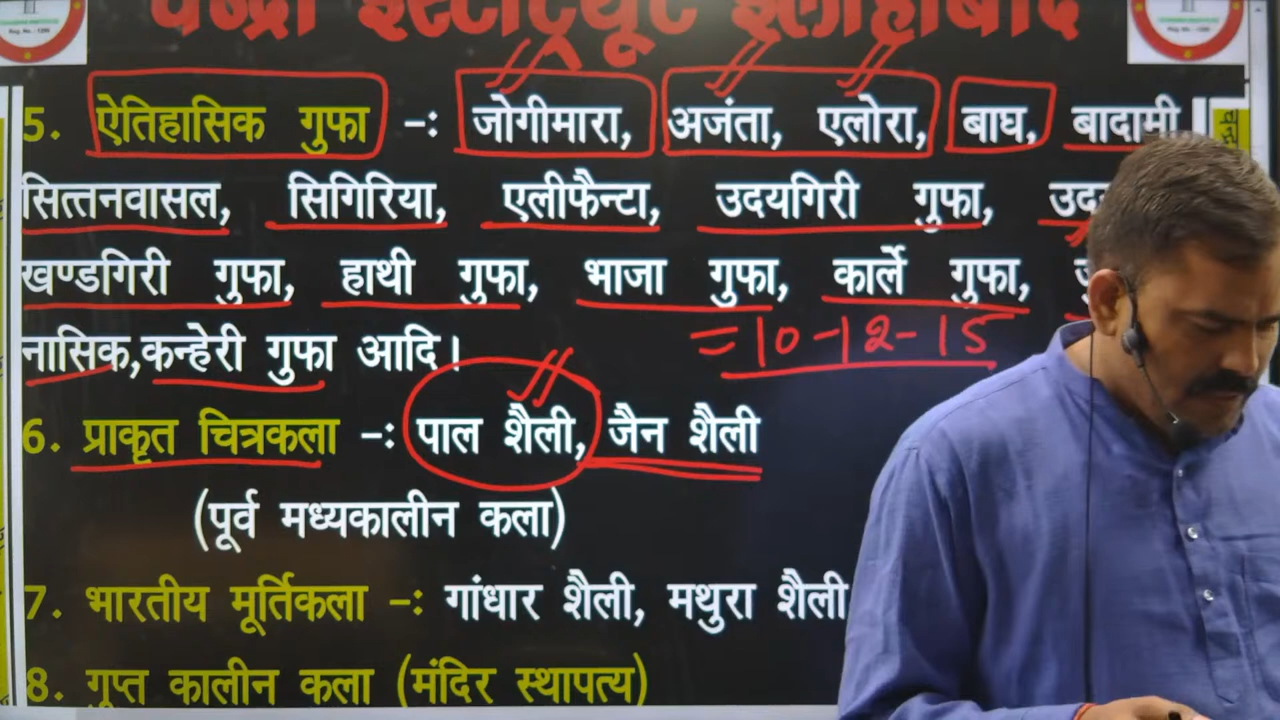 इलाहाबाद
5. ऐतिहासिक गुफा -: जोगीमारा, अजंता, एलोरा, बाघ, बादामी
सित्तनवासल, सिगिरिया, एलीफैन्टा, उदयगिरी गुफा,
खण्डगिरी गुफा, हाथी गुफा, भाजा गुफा, कार्ले गुफा,
नासिक,कन्हेरी गुफा आदि।
=10-12-15
6. प्राकृत चित्रकला -: पाल शैली, जैन शैली
(पूर्व मध्यकालीन कला)
7. भारतीय मूर्तिकला -: गांधार शैली, मथुरा शैली
8. गुप्त कालीन कला (मंदिर स्थापत्य)